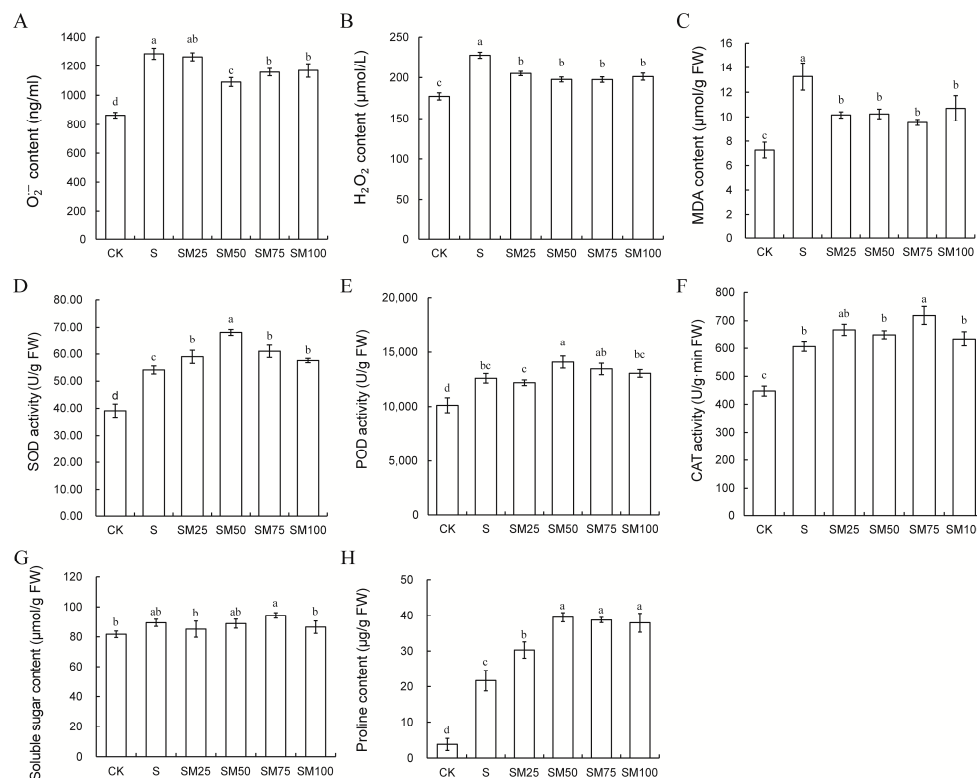 A
O₂·⁻ content (ng/ml)
1400
1200
1000
800
600
400
200
0
d
a
ab
c
b
b
CK S SM25 SM50 SM75 SM100
B
H₂O₂ content (μmol/L)
250
200
150
100
50
0
c
a
b
b
b
b
CK S SM25 SM50 SM75 SM100
C
MDA content (μmol/g FW)
16
14
12
10
8
6
4
2
0
c
a
b
b
b
b
CK S SM25 SM50 SM75 SM100
D
SOD activity (U/g FW)
80.00
70.00
60.00
50.00
40.00
30.00
20.00
10.00
0.00
d
c
b
a
b
b
CK S SM25 SM50 SM75 SM100
E
POD activity (U/g FW)
20,000
15,000
10,000
5,000
0
d
bc
c
a
ab
bc
CK S SM25 SM50 SM75 SM100
F
CAT activity (U/g·min FW)
800
700
600
500
400
300
200
100
0
c
b
ab
b
a
b
CK S SM25 SM50 SM75 SM10
G
Soluble sugar content (μmol/g FW)
120
100
80
60
40
20
0
b
ab
b
ab
a
b
CK S SM25 SM50 SM75 SM100
H
Proline content (μg/g FW)
50
40
30
20
10
0
d
c
b
a
a
a
CK S SM25 SM50 SM75 SM100